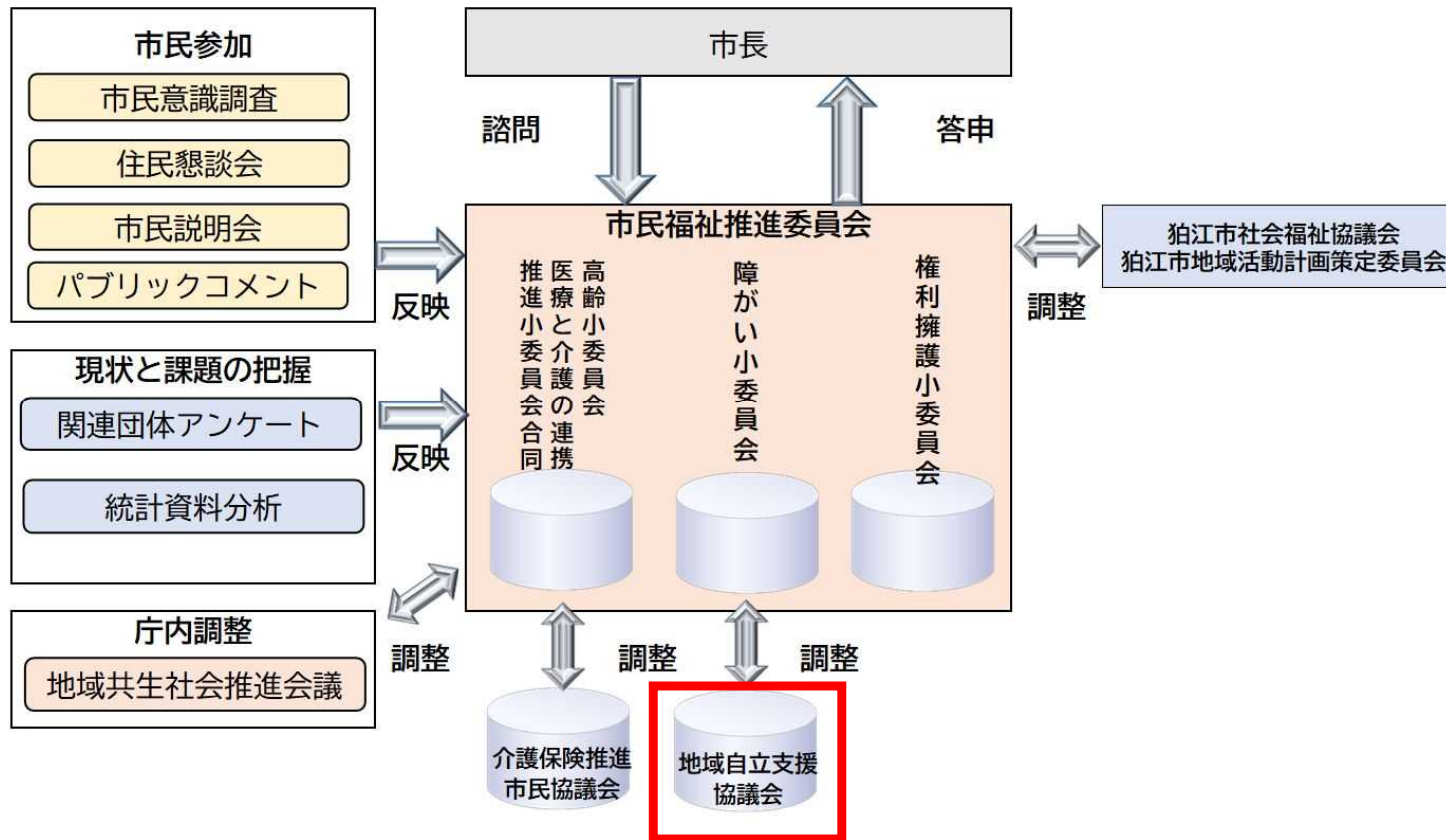 市民参加
市民意識調査
住民懇談会
市民説明会
パブリックコメント
反映
現状と課題の把握
関連団体アンケート
統計資料分析
反映
庁内調整
地域共生社会推進会議
調整
市長
諮問
答申
市民福祉推進委員会
高齢小委員会
医療と介護の連携
推進小委員会合同
障がい小委員会
権利擁護小委員会
狛江市社会福祉協議会
狛江市地域活動計画策定委員会
調整
調整
調整
介護保険推進
市民協議会
地域自立支援
協議会